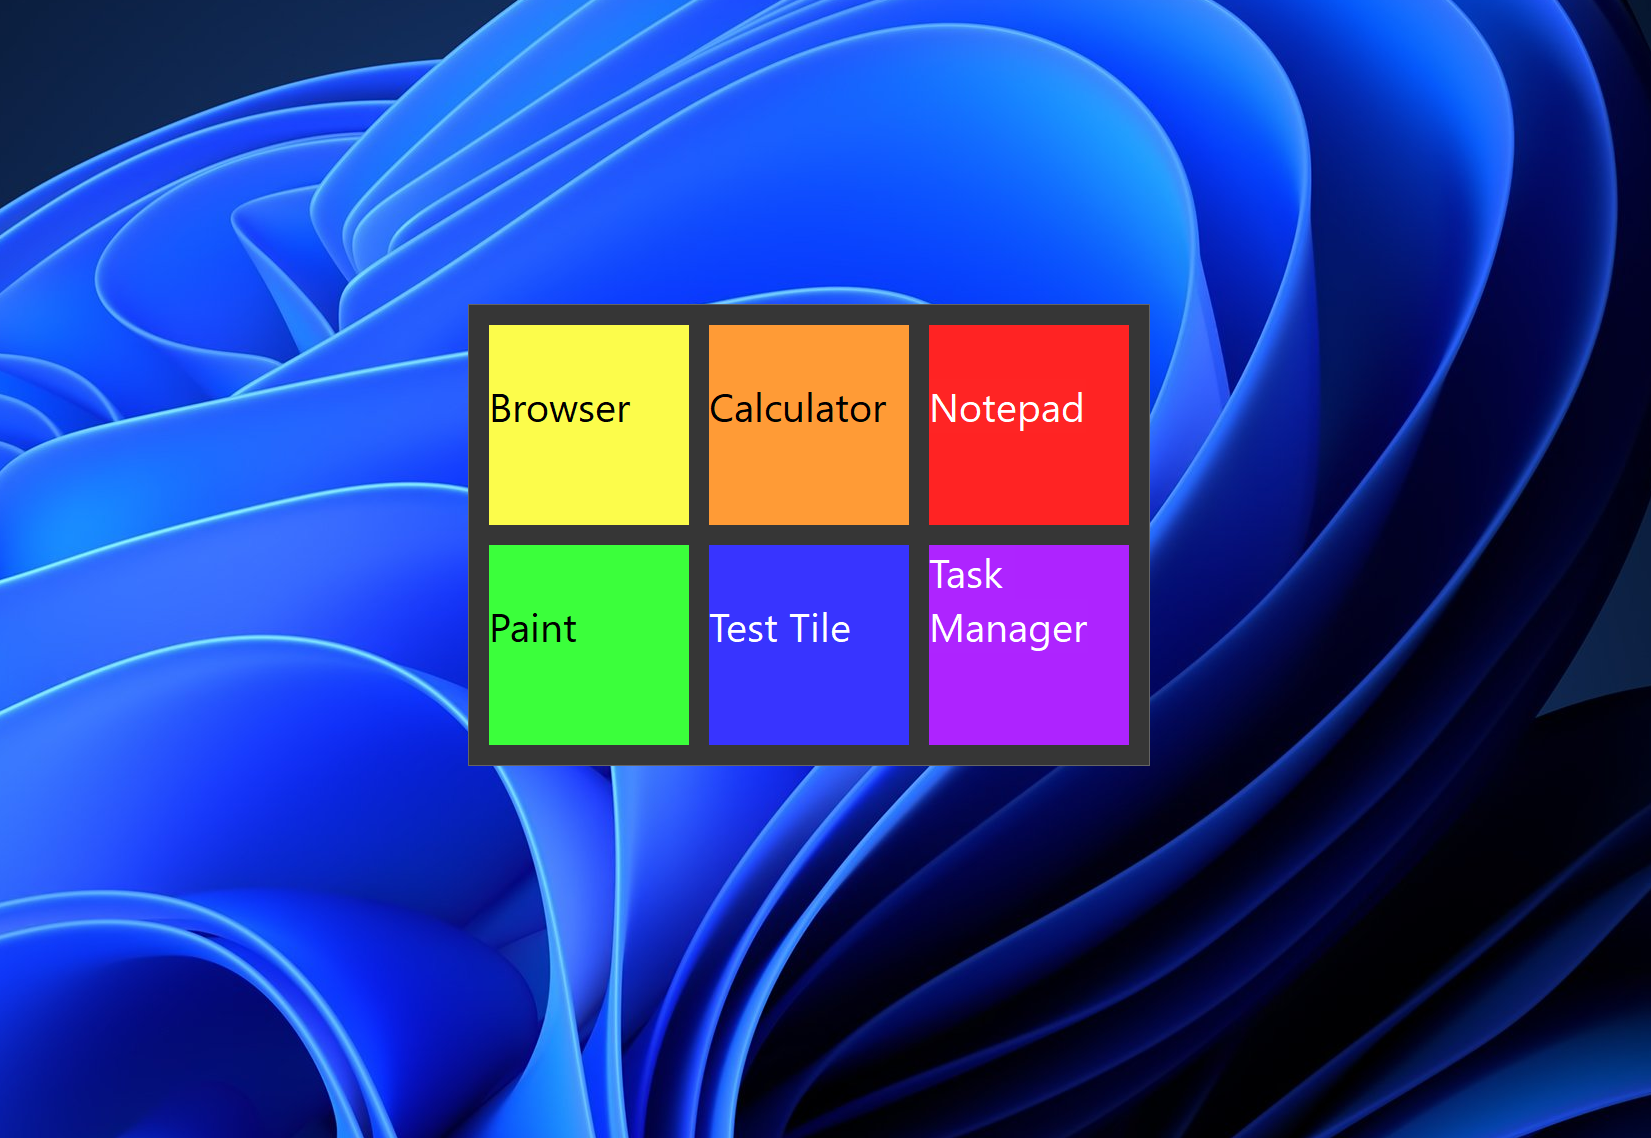 Browser
Calculator
Notepad
Paint
Test Tile
Task
Manager